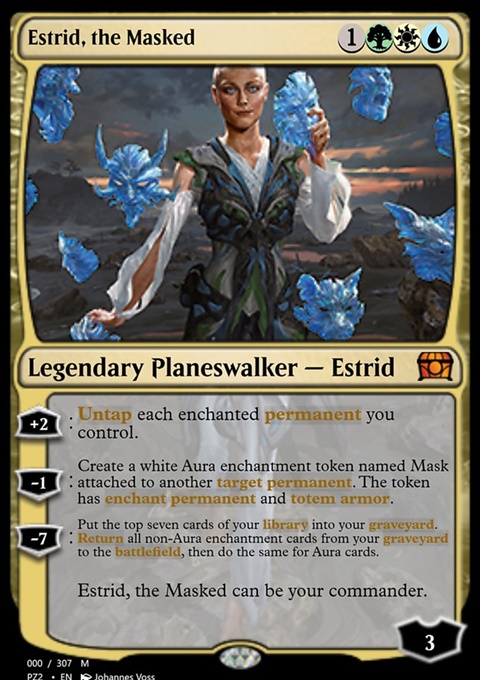 Estrid, the Masked 1
Legendary Planeswalker — Estrid
+2 : Untap each enchanted permanent you
control.
Create a white Aura enchantment token named Mask
−1 : attached to another target permanent. The token
has enchant permanent and totem armor.
Put the top seven cards of your library into your graveyard.
−7 : Return all non-Aura enchantment cards from your graveyard
to the battlefield, then do the same for Aura cards.
Estrid, the Masked can be your commander.
3
000 / 307 M
PZ2 • EN Johannes Voss